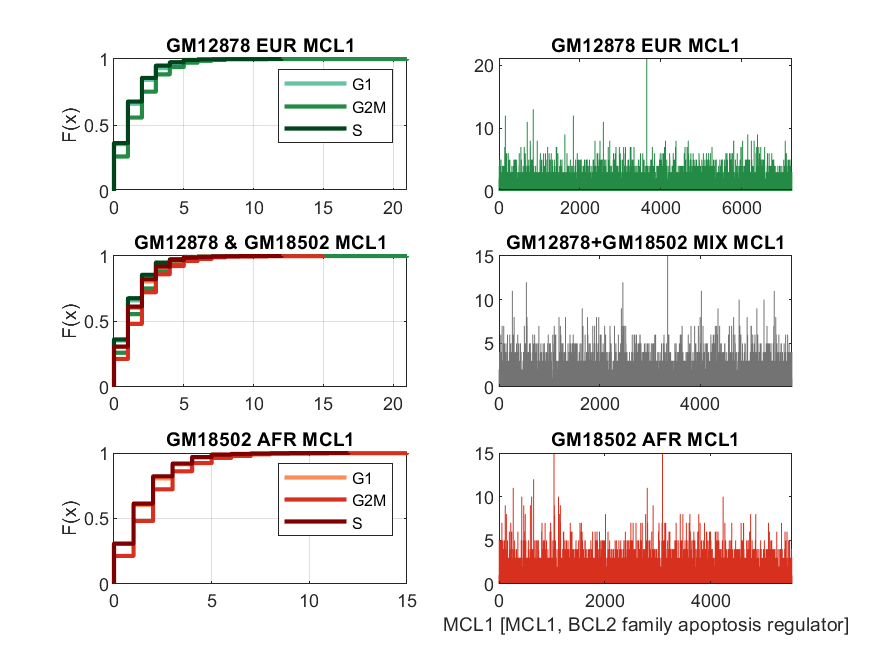 GM12878 EUR MCL1
1
0.5
1
F(x)
G1
G2M
S
0 5 10 15 20
GM12878 EUR MCL1
20
10
0
0 2000 4000 6000
GM12878 & GM18502 MCL1
1
0.5
1
F(x)
0 5 10 15 20
GM12878+GM18502 MIX MCL1
15
10
5
0
0 2000 4000
GM18502 AFR MCL1
1
0.5
0
F(x)
G1
G2M
S
0 5 10 15
GM18502 AFR MCL1
15
10
5
0
0 2000 4000
MCL1 [MCL1, BCL2 family apoptosis regulator]